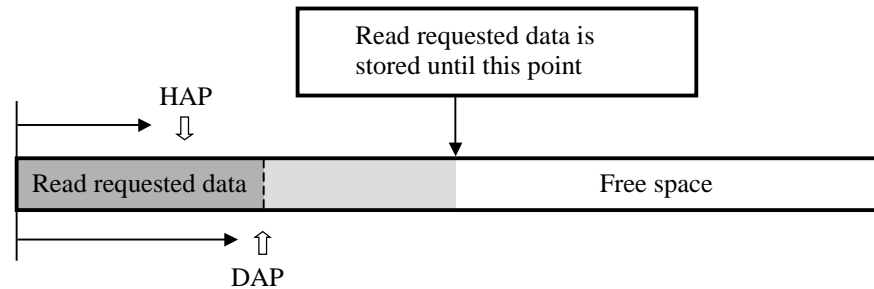 Read requested data is
stored until this point
HAP
Read requested data
Free space
DAP